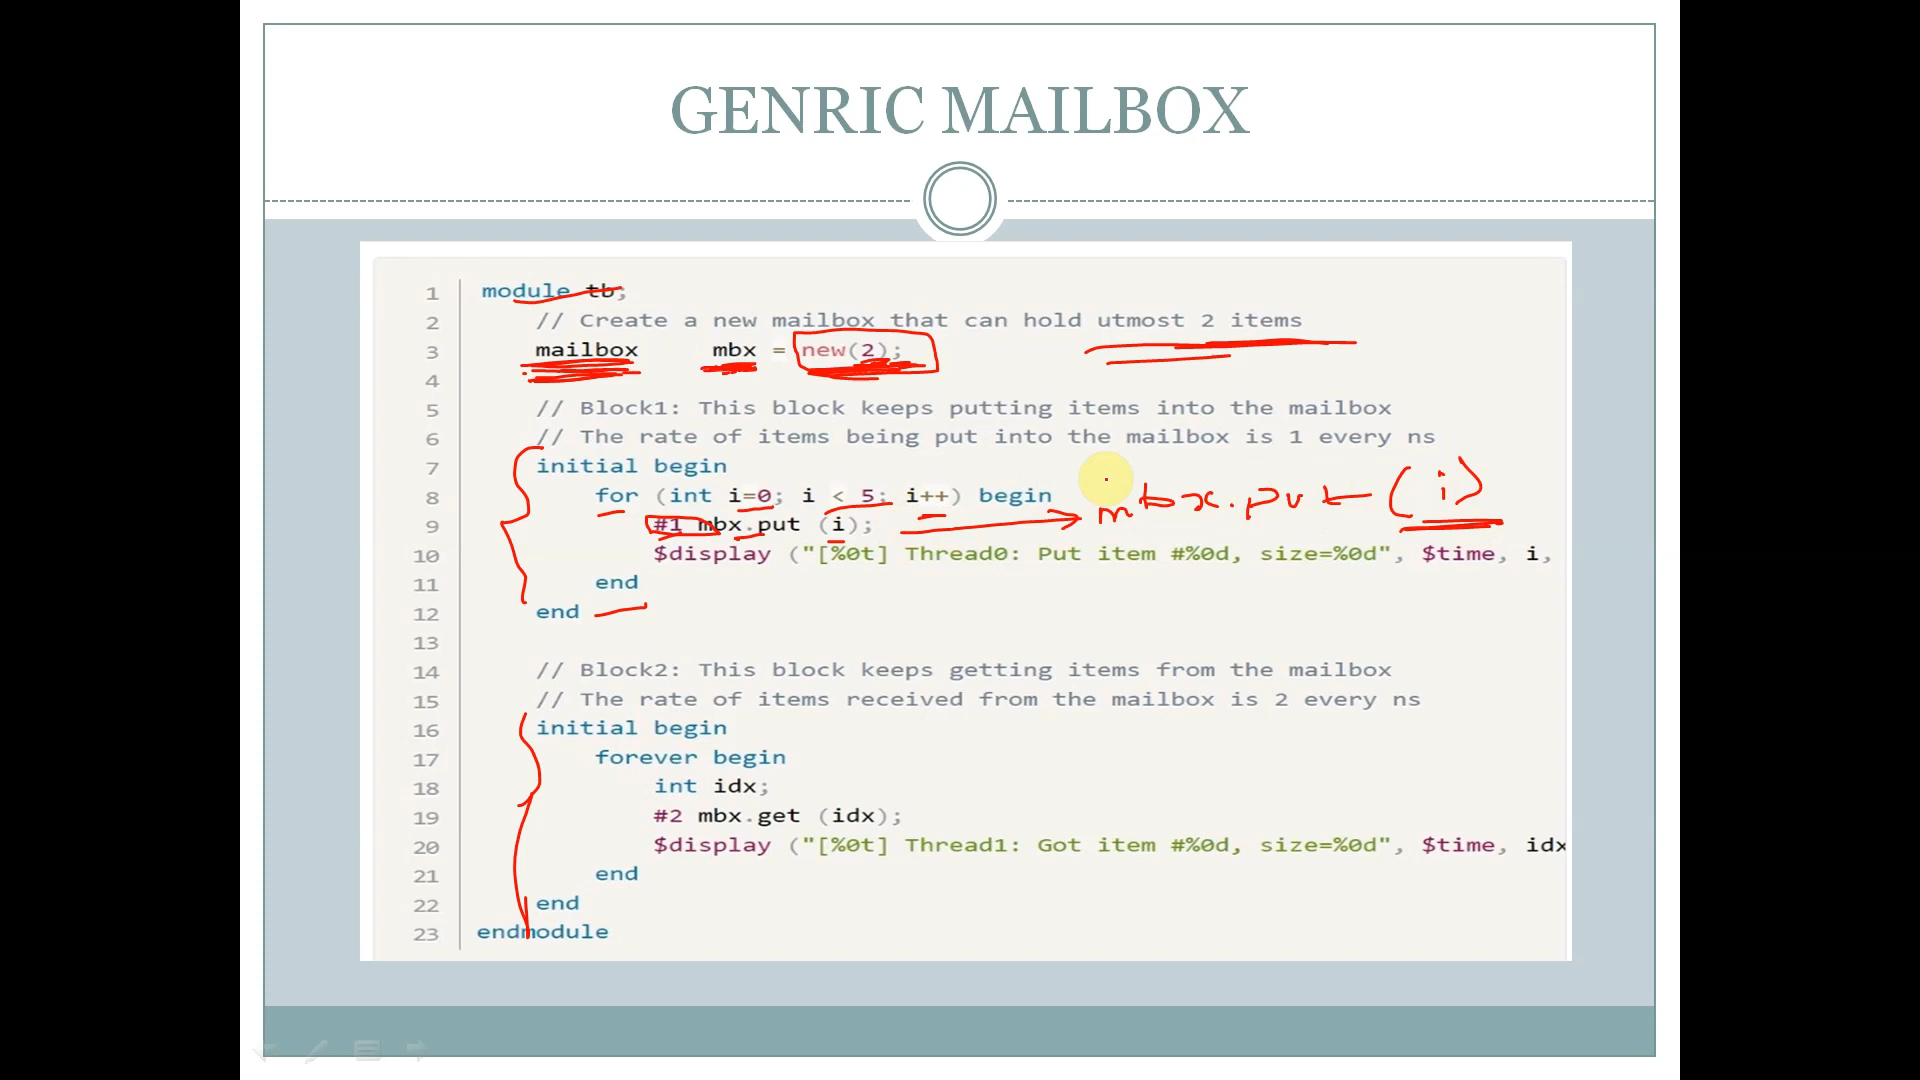 GENRIC MAILBOX
1 module tb;
2 // Create a new mailbox that can hold utmost 2 items
3 mailbox mbx = new(2);
4
5 // Block1: This block keeps putting items into the mailbox
6 // The rate of items being put into the mailbox is 1 every ns
7 initial begin
8 for (int i=0; i < 5; i++) begin
mbx.put (i)
9 #1 mbx.put (i);
10 $display ("[%0t] Thread0: Put item #%0d, size=%0d", $time, i,
11 end
12 end
13
14 // Block2: This block keeps getting items from the mailbox
15 // The rate of items received from the mailbox is 2 every ns
16 initial begin
17 forever begin
18 int idx;
19 #2 mbx.get (idx);
20 $display ("[%0t] Thread1: Got item #%0d, size=%0d", $time, idx
21 end
22 end
23 endmodule